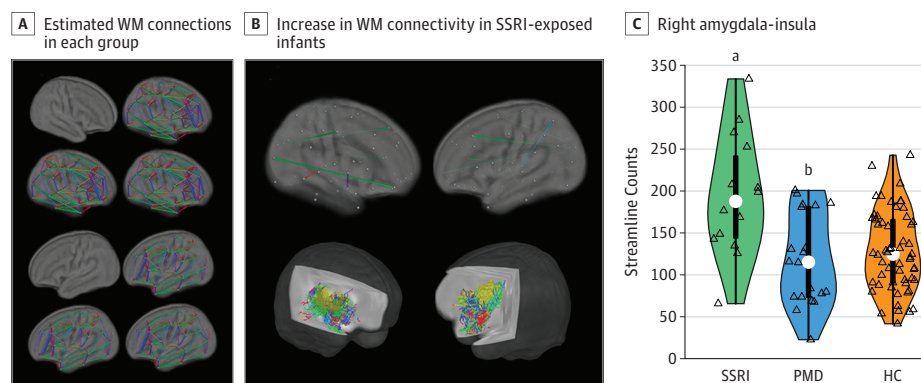 A Estimated WM connections
in each group
B Increase in WM connectivity in SSRI-exposed
infants
C Right amygdala-insula
Streamline Counts
350
300
250
200
150
100
50
0
a
b
SSRI PMD HC